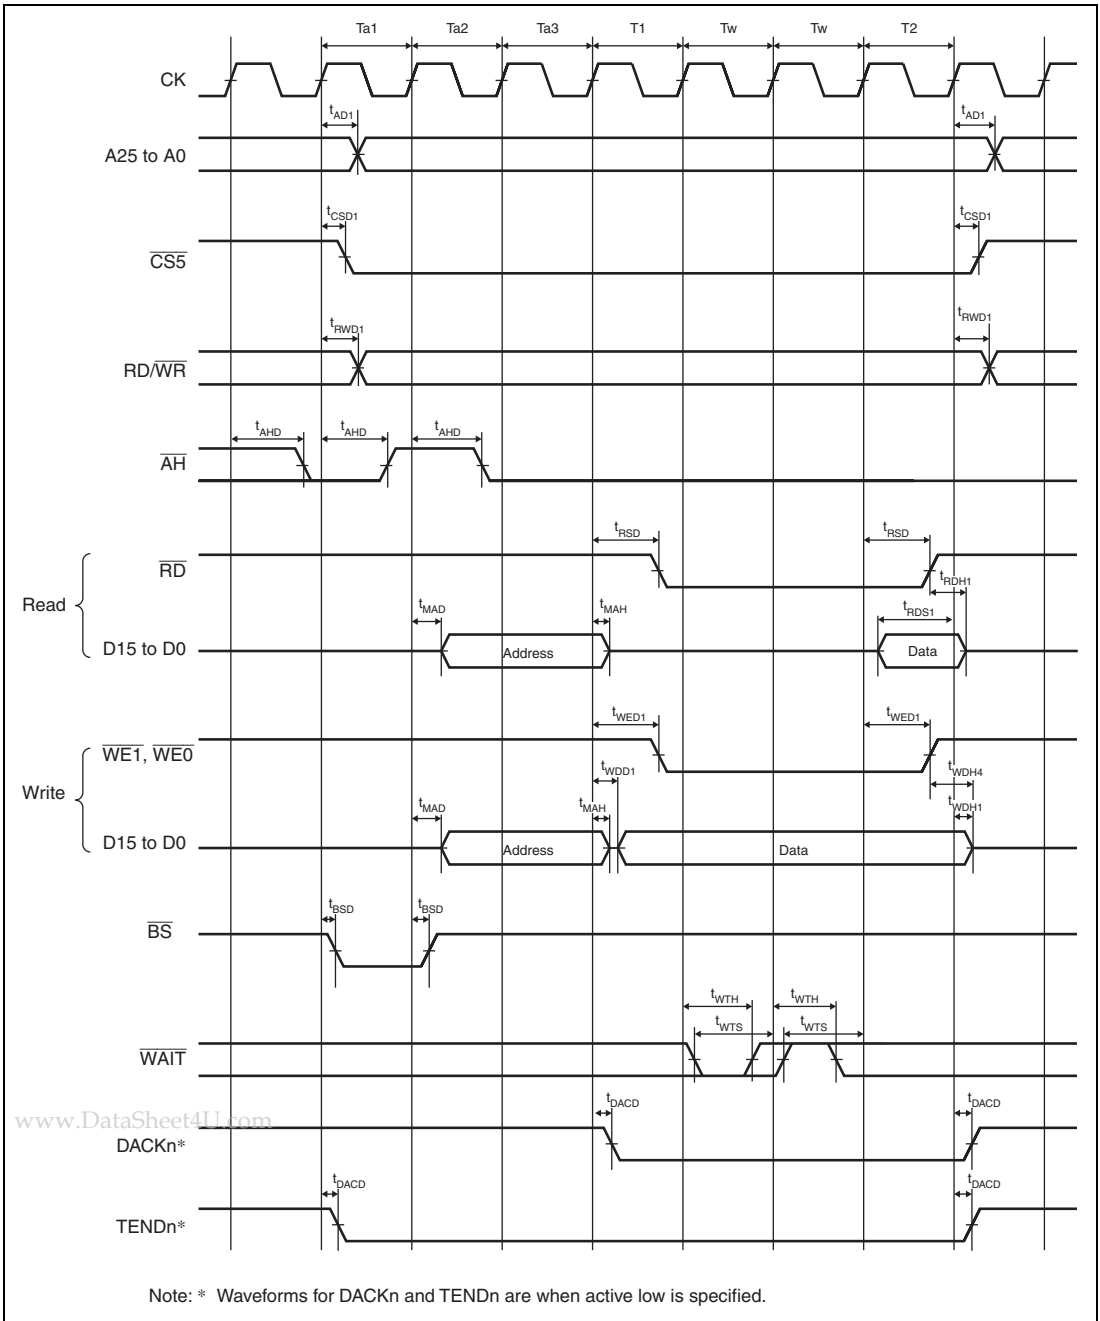 Ta1 Ta2 Ta3 T1 Tw Tw T2
CK
tAD1 tAD1
A25 to A0
tCSD1 tCSD1
CS5
tRWD1 tRWD1
RD/WR
tAHD tAHD tAHD
AH
tRSD tRSD
RD
tRDH1
Read
tMAD tMAH tRDS1
D15 to D0 Address Data
tWED1 tWED1
WE1, WE0
tWDD1 tWDH4
Write
tMAD tMAH tWDH1
D15 to D0 Address Data
tBSD tBSD
BS
tWTH tWTH
tWTS tWTS
WAIT
www.DataSheet4U.com
tDACD tDACD
DACKn*
tDACD tDACD
TENDn*
Note: * Waveforms for DACKn and TENDn are when active low is specified.